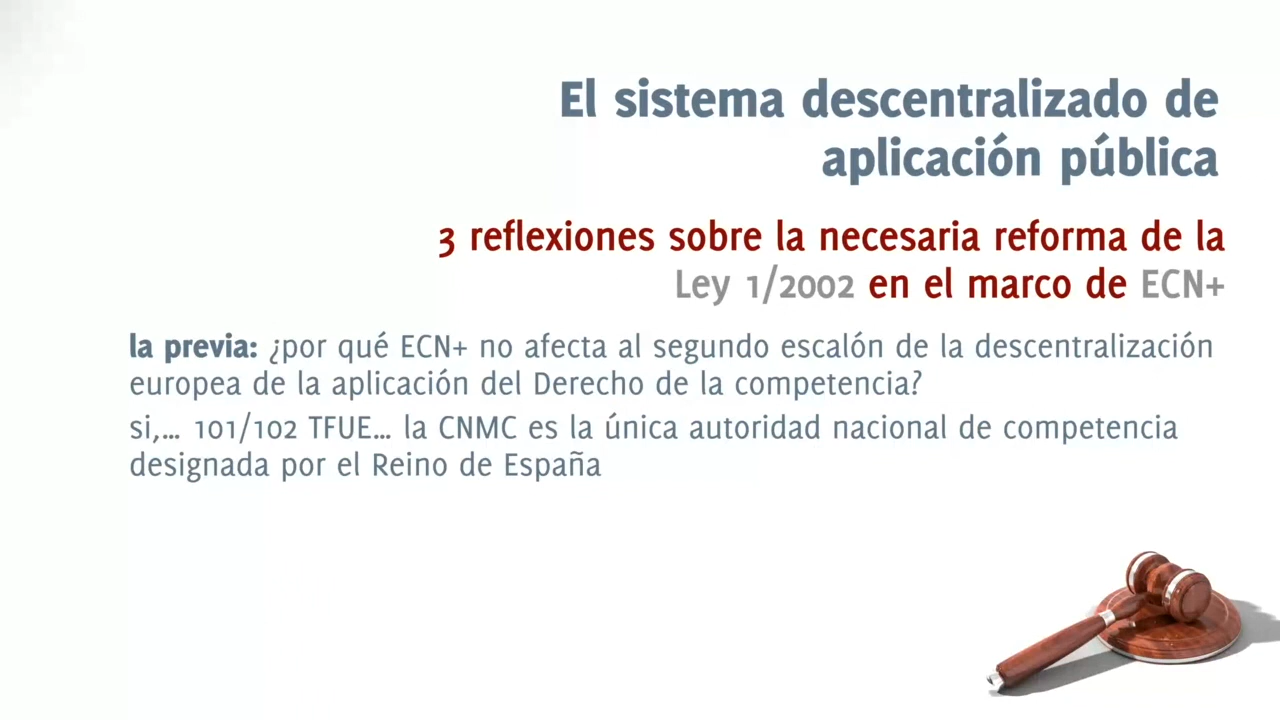 El sistema descentralizado de
aplicación pública
3 reflexiones sobre la necesaria reforma de la
Ley 1/2002 en el marco de ECN+
la previa: ¿por qué ECN+ no afecta al segundo escalón de la descentralización
europea de la aplicación del Derecho de la competencia?
si,... 101/102 TFUE... la CNMC es la única autoridad nacional de competencia
designada por el Reino de España